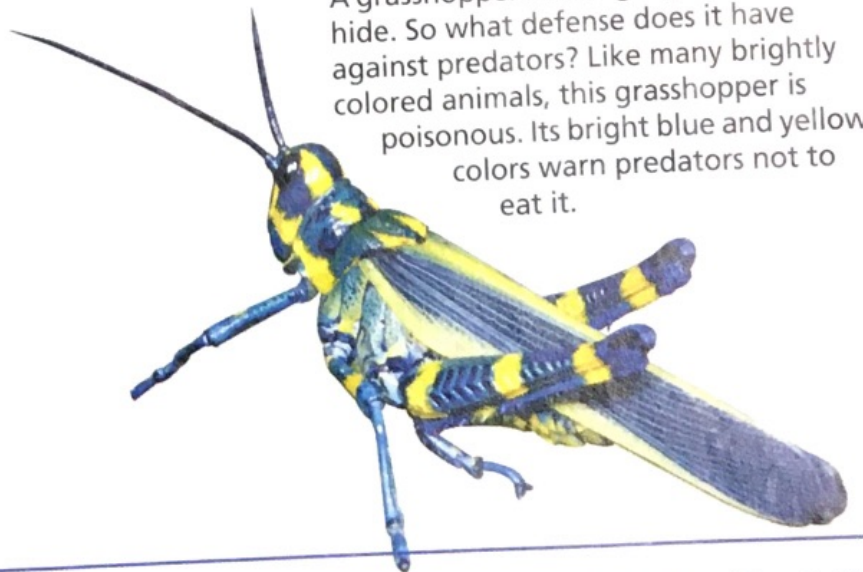 hide. So what defense does it have
against predators? Like many brightly
colored animals, this grasshopper is
poisonous. Its bright blue and yellow
colors warn predators not to
eat it.